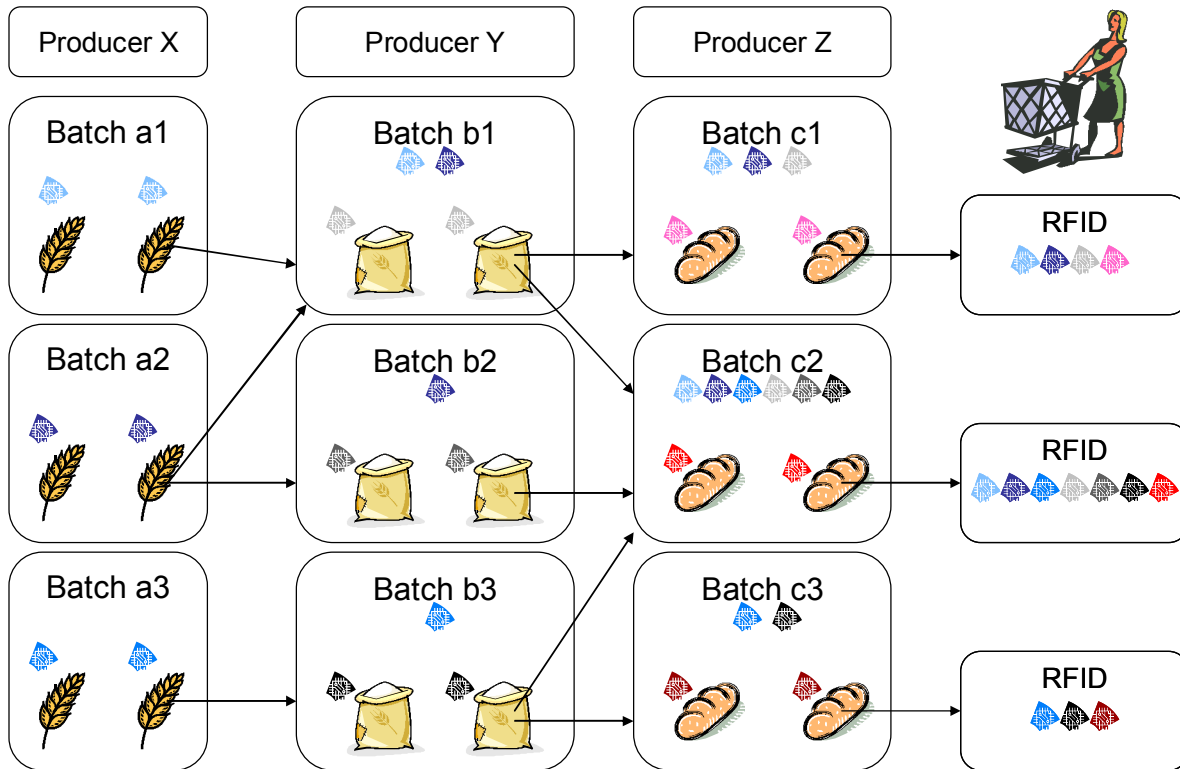 Producer X
Producer Y
Producer Z
Batch a1
Batch b1
Batch c1
RFID
Batch a2
Batch b2
Batch c2
RFID
Batch a3
Batch b3
Batch c3
RFID